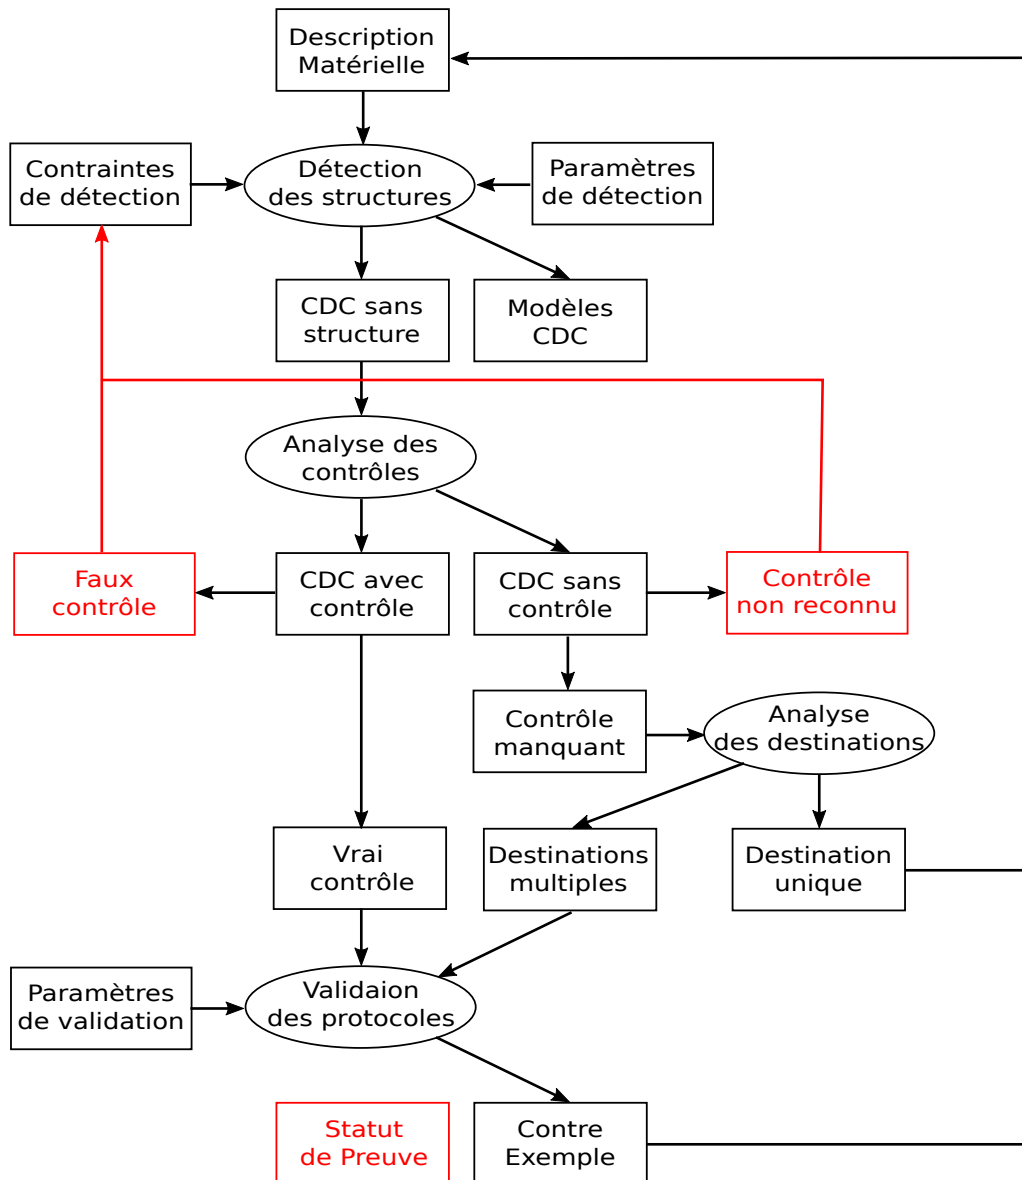 Description
Matérielle
Contraintes
de détection
Détection
des structures
Paramètres
de détection
CDC sans
structure
Modèles
CDC
Analyse des
contrôles
Faux
contrôle
CDC avec
contrôle
CDC sans
contrôle
Contrôle
non reconnu
Contrôle
manquant
Analyse
des destinations
Vrai
contrôle
Destinations
multiples
Destination
unique
Paramètres
de validation
Validaion
des protocoles
Statut
de Preuve
Contre
Exemple